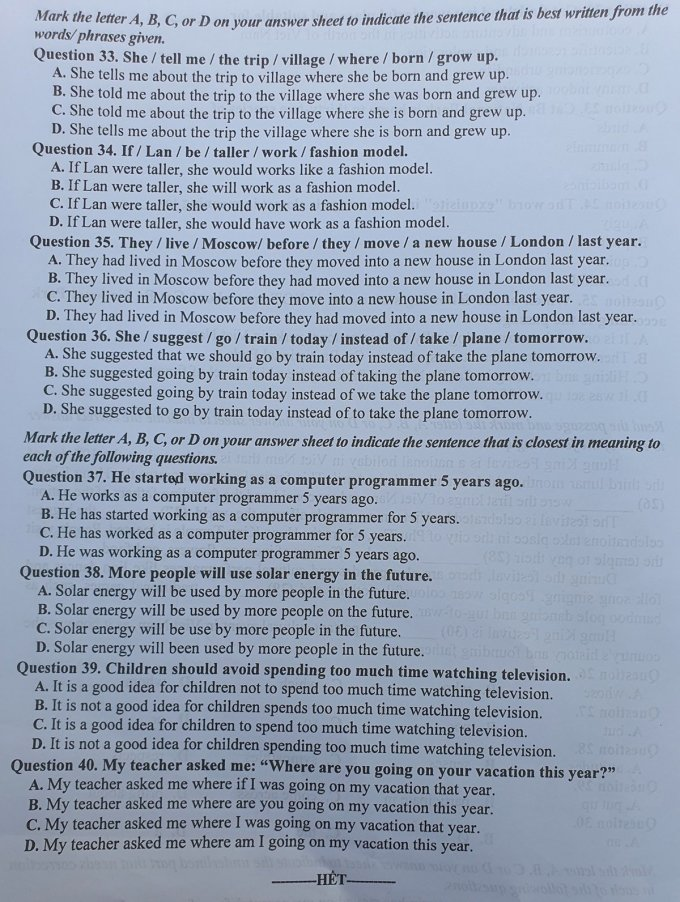 Mark the letter A, B, C, or D on your answer sheet to indicate the sentence that is best written from the
words/phrases given.
Question 33. She / tell me / the trip / village / where / born / grow up.
A. She tells me about the trip to village where she be born and grew up.
B. She told me about the trip to the village where she was born and grew up.
C. She told me about the trip to the village where she is born and grew up.
D. She tells me about the trip the village where she is born and grew up.
Question 34. If / Lan / be / taller / work / fashion model.
A. If Lan were taller, she would works like a fashion model.
B. If Lan were taller, she will work as a fashion model.
C. If Lan were taller, she would work as a fashion model.
D. If Lan were taller, she would have work as a fashion model.
Question 35. They / live / Moscow/ before / they / move / a new house / London / last year.
A. They had lived in Moscow before they moved into a new house in London last year.
B. They lived in Moscow before they had moved into a new house in London last year.
C. They lived in Moscow before they move into a new house in London last year.
D. They had lived in Moscow before they had moved into a new house in London last year.
Question 36. She / suggest / go / train / today / instead of / take / plane / tomorrow.
A. She suggested that we should go by train today instead of take the plane tomorrow.
B. She suggested going by train today instead of taking the plane tomorrow.
C. She suggested going by train today instead of we take the plane tomorrow.
D. She suggested to go by train today instead of to take the plane tomorrow.
Mark the letter A, B, C, or D on your answer sheet to indicate the sentence that is closest in meaning to
each of the following questions.
Question 37. He started working as a computer programmer 5 years ago.
A. He works as a computer programmer 5 years ago.
B. He has started working as a computer programmer for 5 years.
C. He has worked as a computer programmer for 5 years.
D. He was working as a computer programmer 5 years ago.
Question 38. More people will use solar energy in the future.
A. Solar energy will be used by more people in the future.
B. Solar energy will be used by more people on the future.
C. Solar energy will be use by more people in the future.
D. Solar energy will been used by more people in the future.
Question 39. Children should avoid spending too much time watching television.
A. It is a good idea for children not to spend too much time watching television.
B. It is not a good idea for children spends too much time watching television.
C. It is a good idea for children to spend too much time watching television.
D. It is not a good idea for children spending too much time watching television.
Question 40. My teacher asked me: “Where are you going on your vacation this year?”
A. My teacher asked me where if I was going on my vacation that year.
B. My teacher asked me where are you going on my vacation this year.
C. My teacher asked me where I was going on my vacation that year.
D. My teacher asked me where am I going on my vacation this year.
________HẾT________